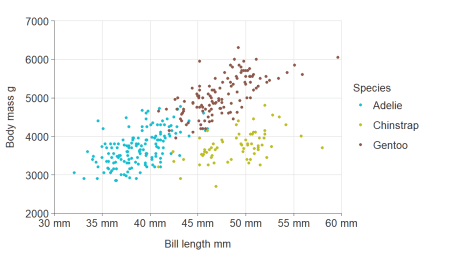 7000
6000
5000
4000
3000
2000
Body mass g
30 mm 35 mm 40 mm 45 mm 50 mm 55 mm 60 mm
Bill length mm
Species
Adelie
Chinstrap
Gentoo